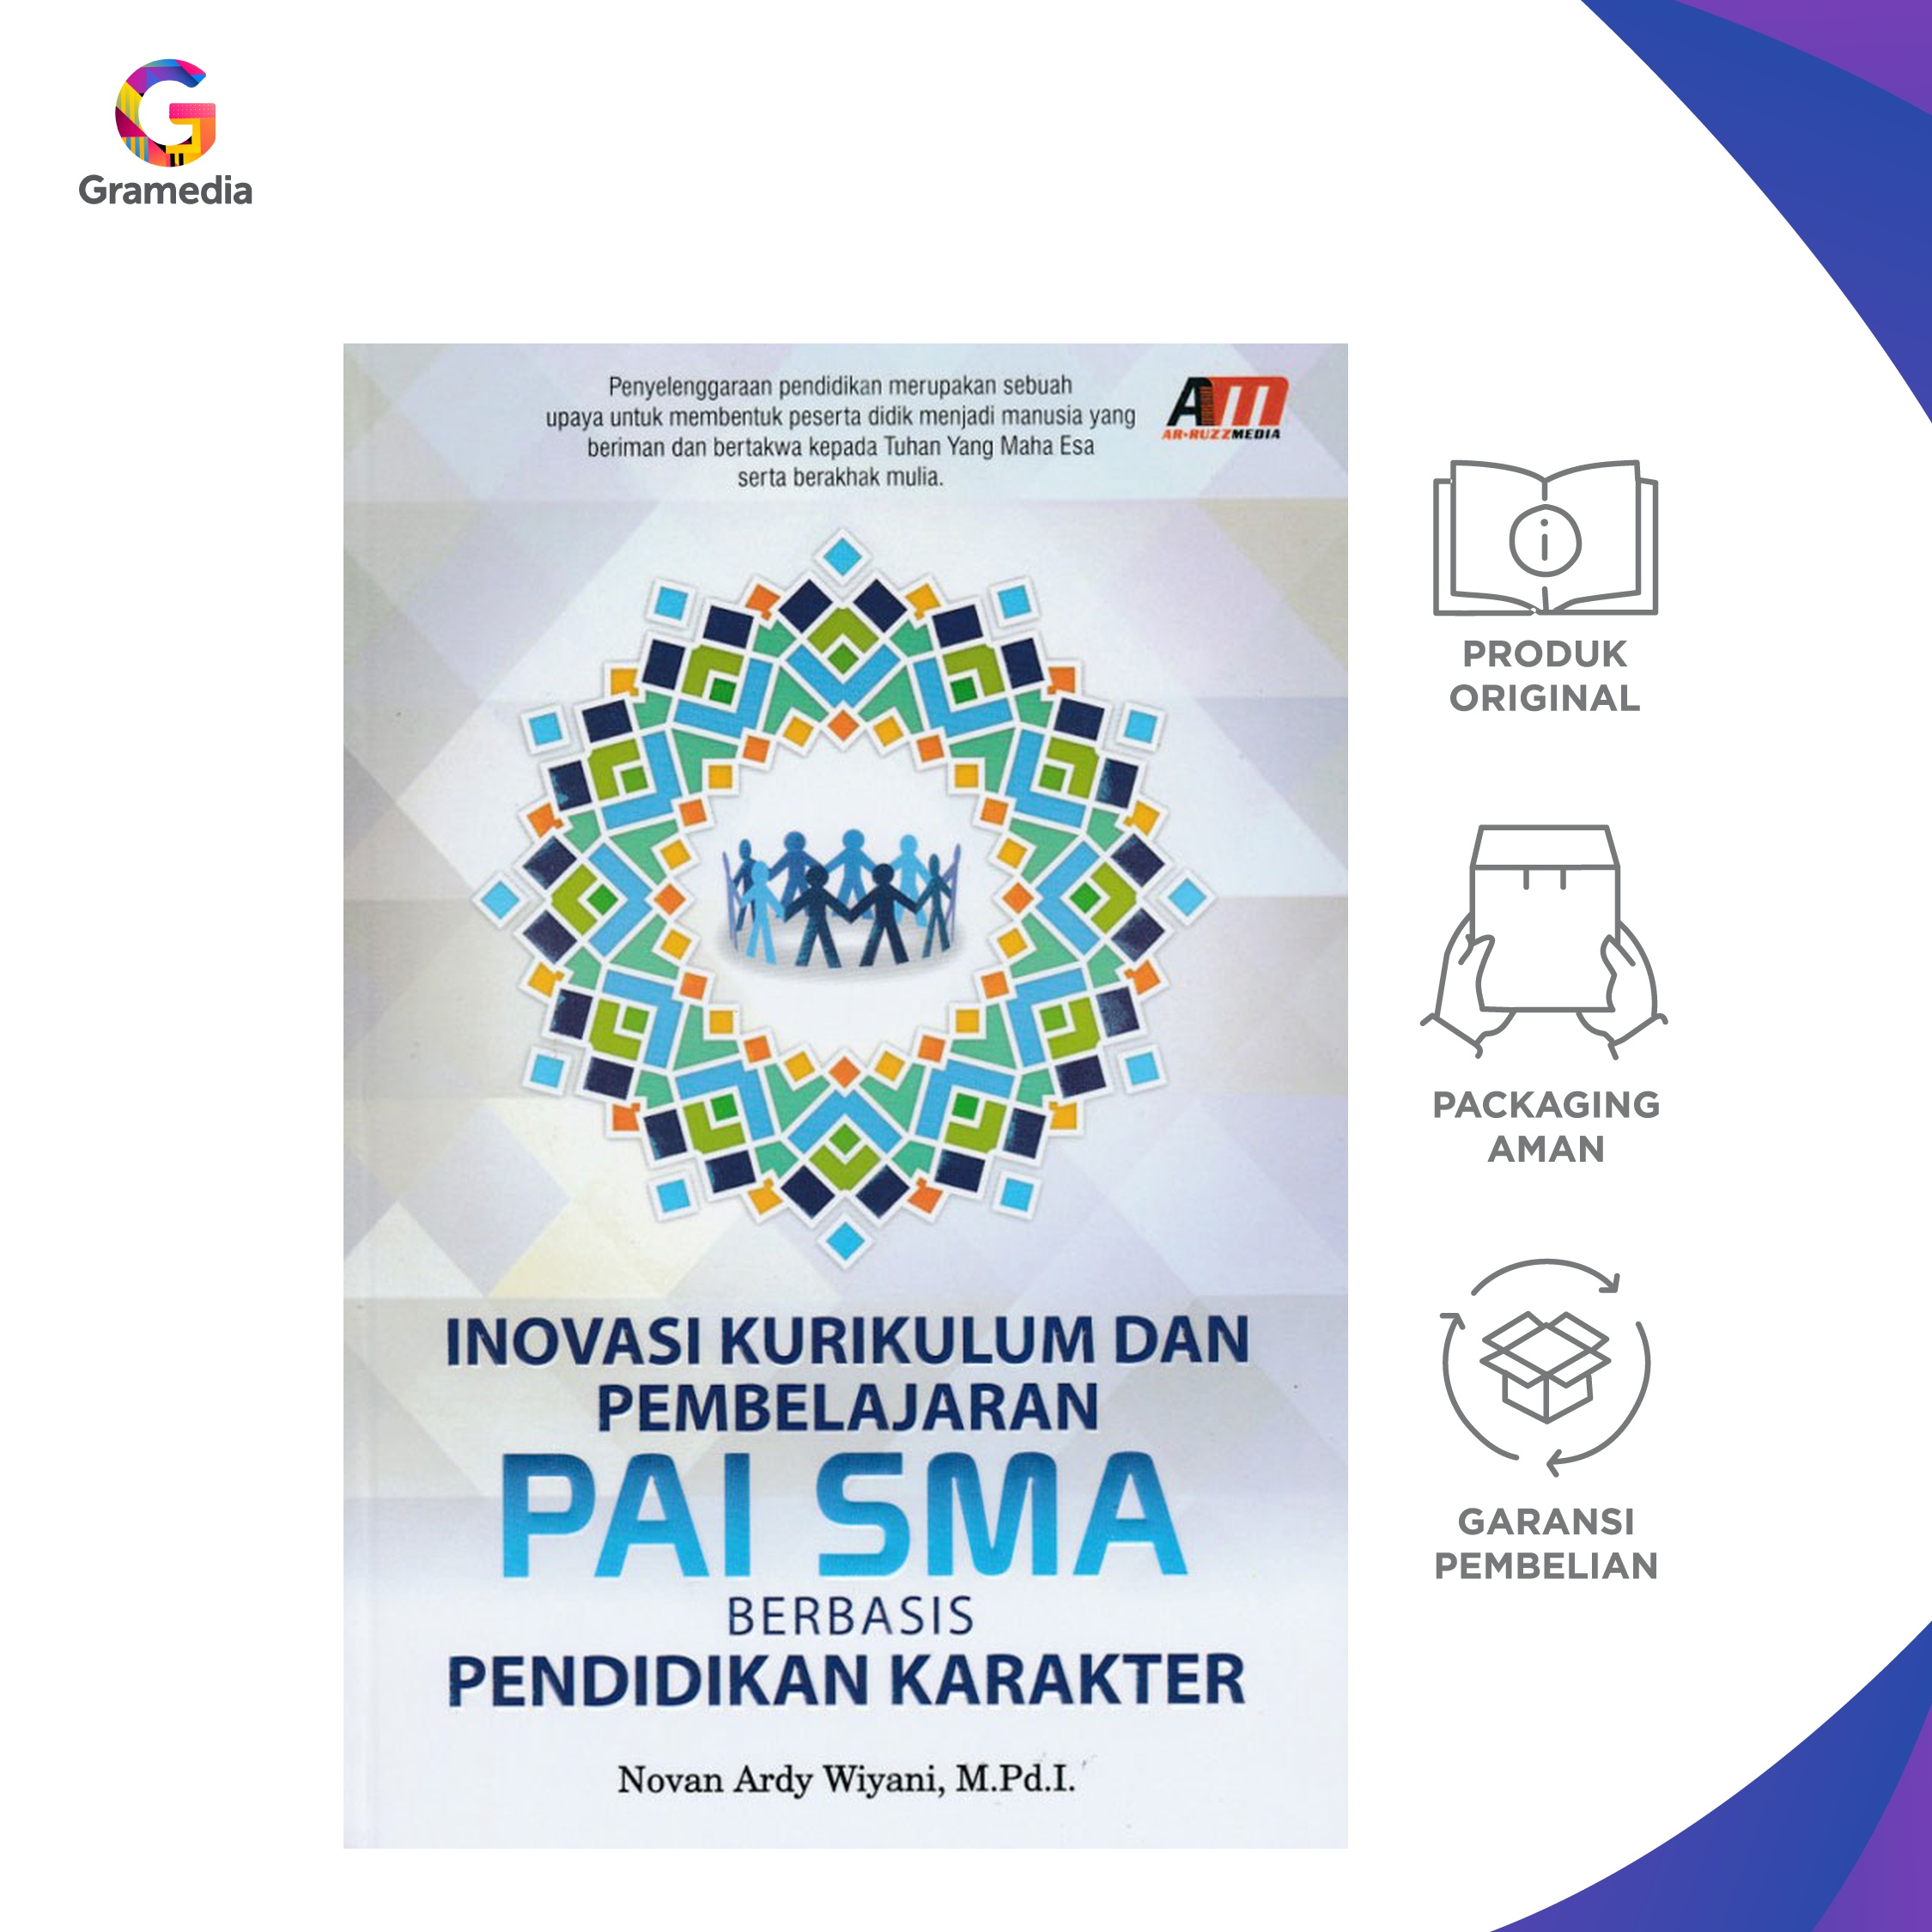 Gramedia
Penyelenggaraan pendidikan merupakan sebuah
upaya untuk membentuk peserta didik menjadi manusia yang
beriman dan bertakwa kepada Tuhan Yang Maha Esa
serta berakhak mulia.
AM
AR-RUZZMEDIA
INOVASI KURIKULUM DAN
PEMBELAJARAN
PAI SMA
BERBASIS
PENDIDIKAN KARAKTER
Novan Ardy Wiyani, M.Pd.I.
PRODUK
ORIGINAL
PACKAGING
AMAN
GARANSI
PEMBELIAN